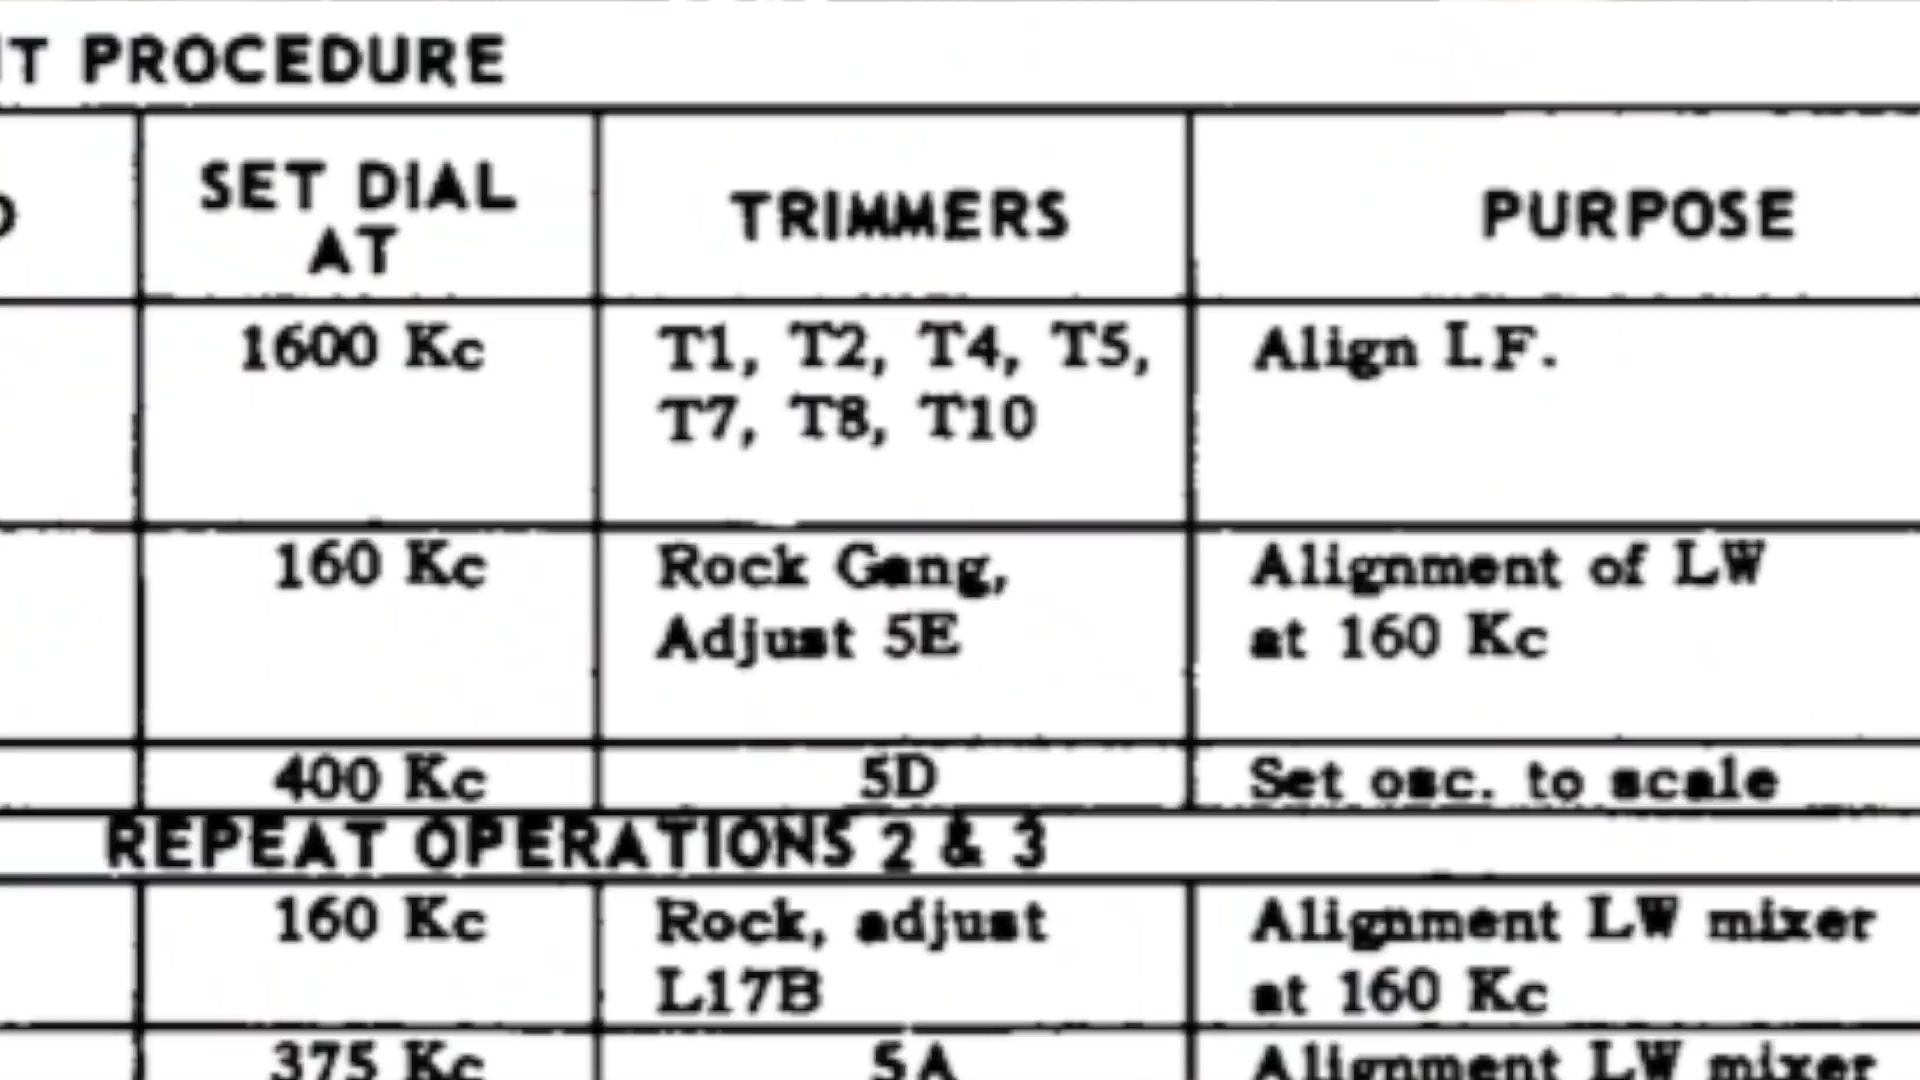 T PROCEDURE
SET DIAL
AT
TRIMMERS
PURPOSE
1600 Kc
T1, T2, T4, T5,
T7, T8, T10
Align LF.
160 Kc
Rock Gang,
Adjust 5E
Alignment of LW
at 160 Kc
400 Kc
5D
Set osc. to scale
REPEAT OPERATIONS 2 & 3
160 Kc
Rock, adjust
L17B
Alignment LW mixer
at 160 Kc
375 Kc
5A
Alignment LW mixer